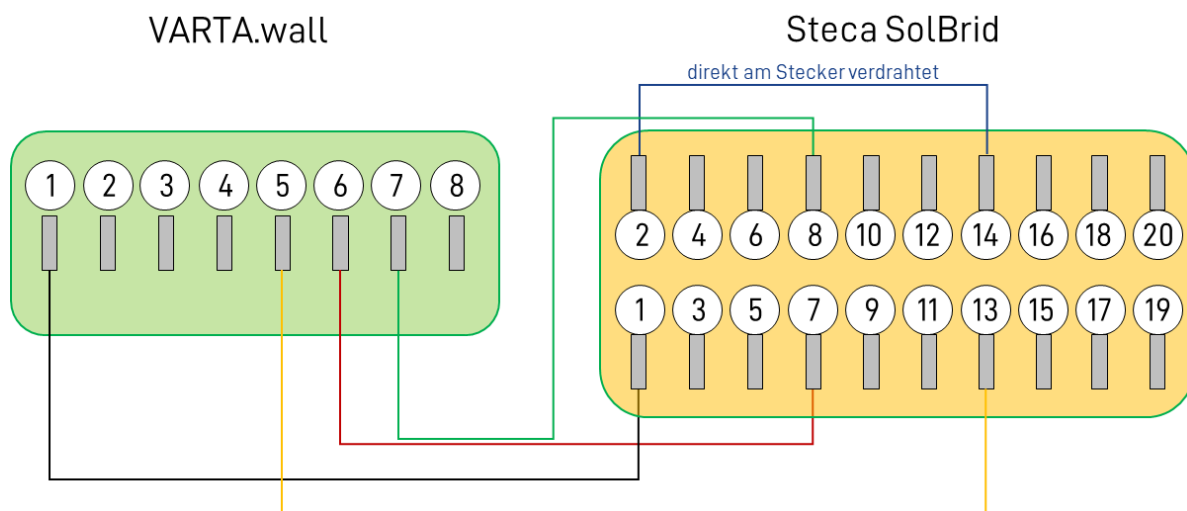 VARTA.wall
Steca SolBrid
direkt am Stecker verdrahtet
1 2 3 4 5 6 7 8
2 4 6 8 10 12 14 16 18 20
1 3 5 7 9 11 13 15 17 19